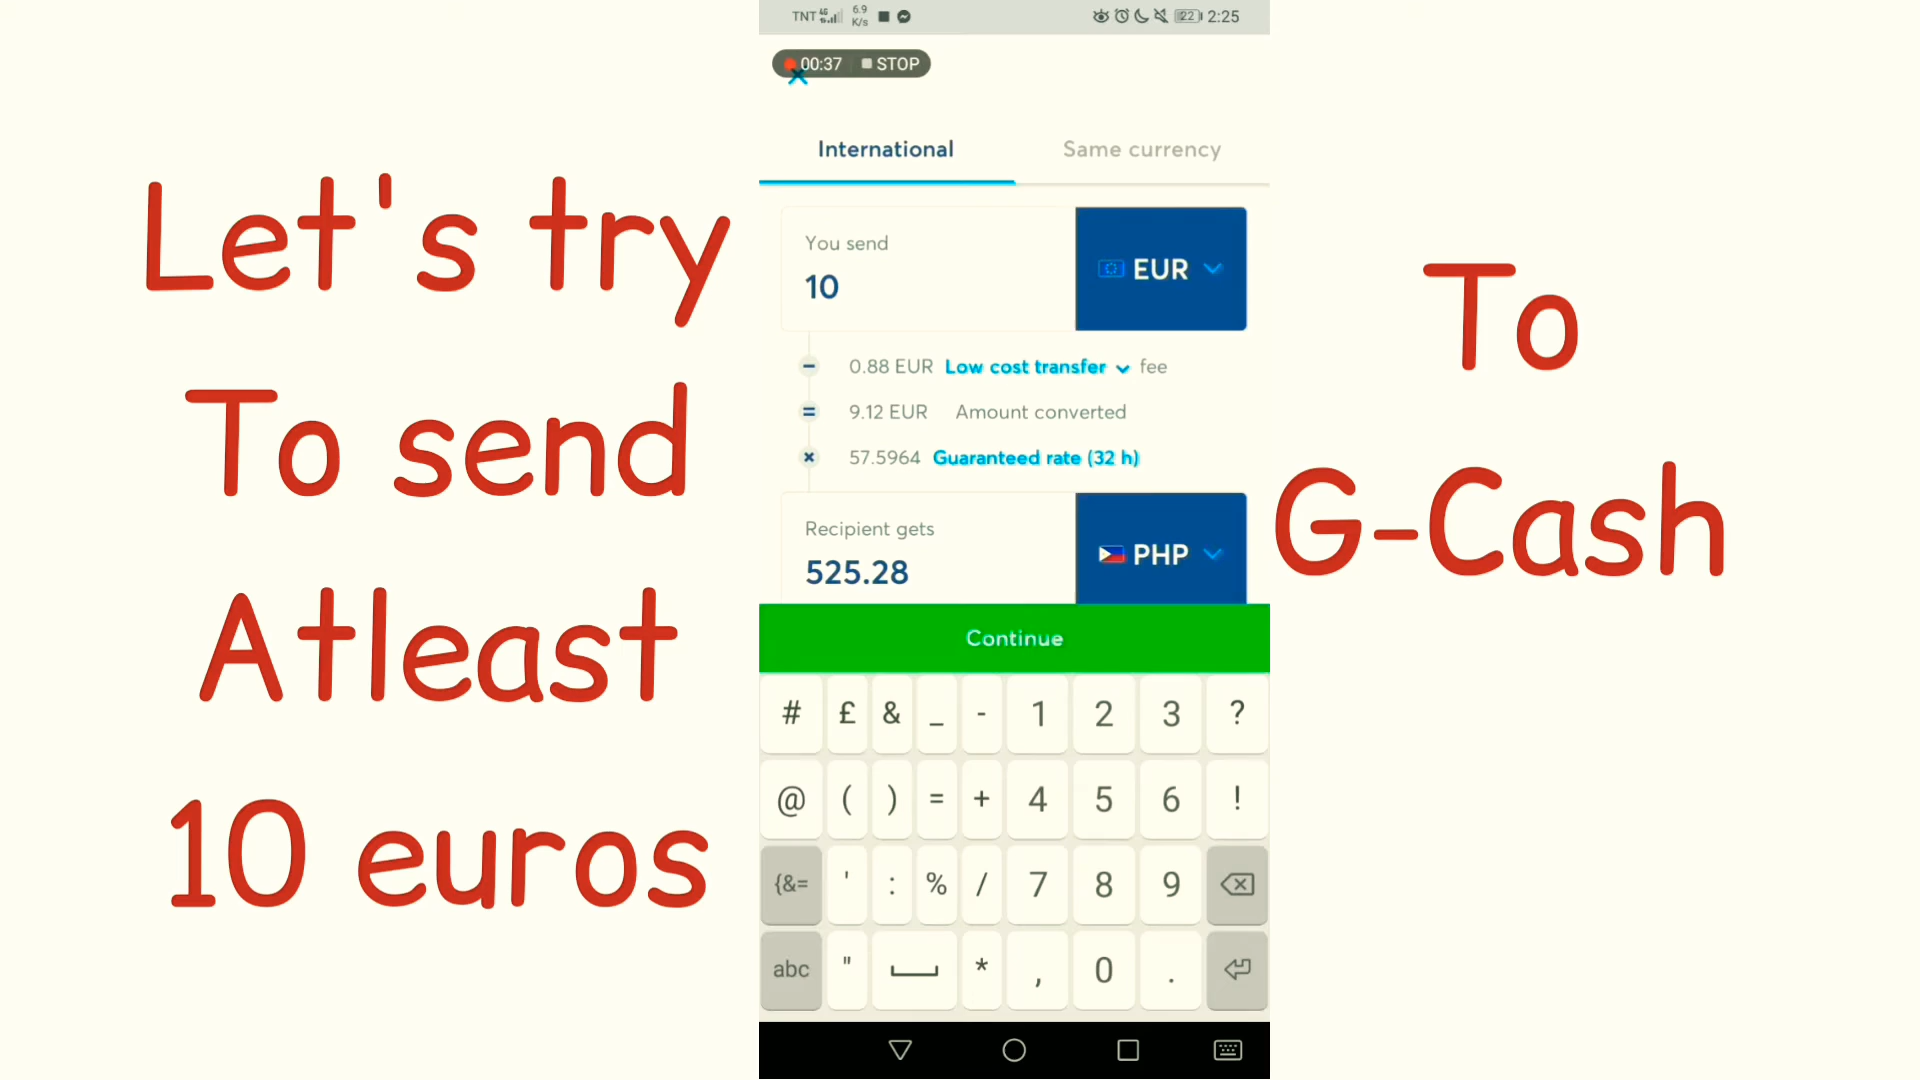 TNT 4G 6.9 K/s 22 2:25
00:37 STOP
International Same currency
Let's try
To send
Atleast
10 euros
You send
10
EUR
0.88 EUR Low cost transfer fee
9.12 EUR Amount converted
57.5964 Guaranteed rate (32 h)
Recipient gets
525.28
PHP
Continue
# £ & _ - 1 2 3 ?
@ ( ) = + 4 5 6 !
{&= ' : % / 7 8 9
abc " * , 0 .
To
G-Cash